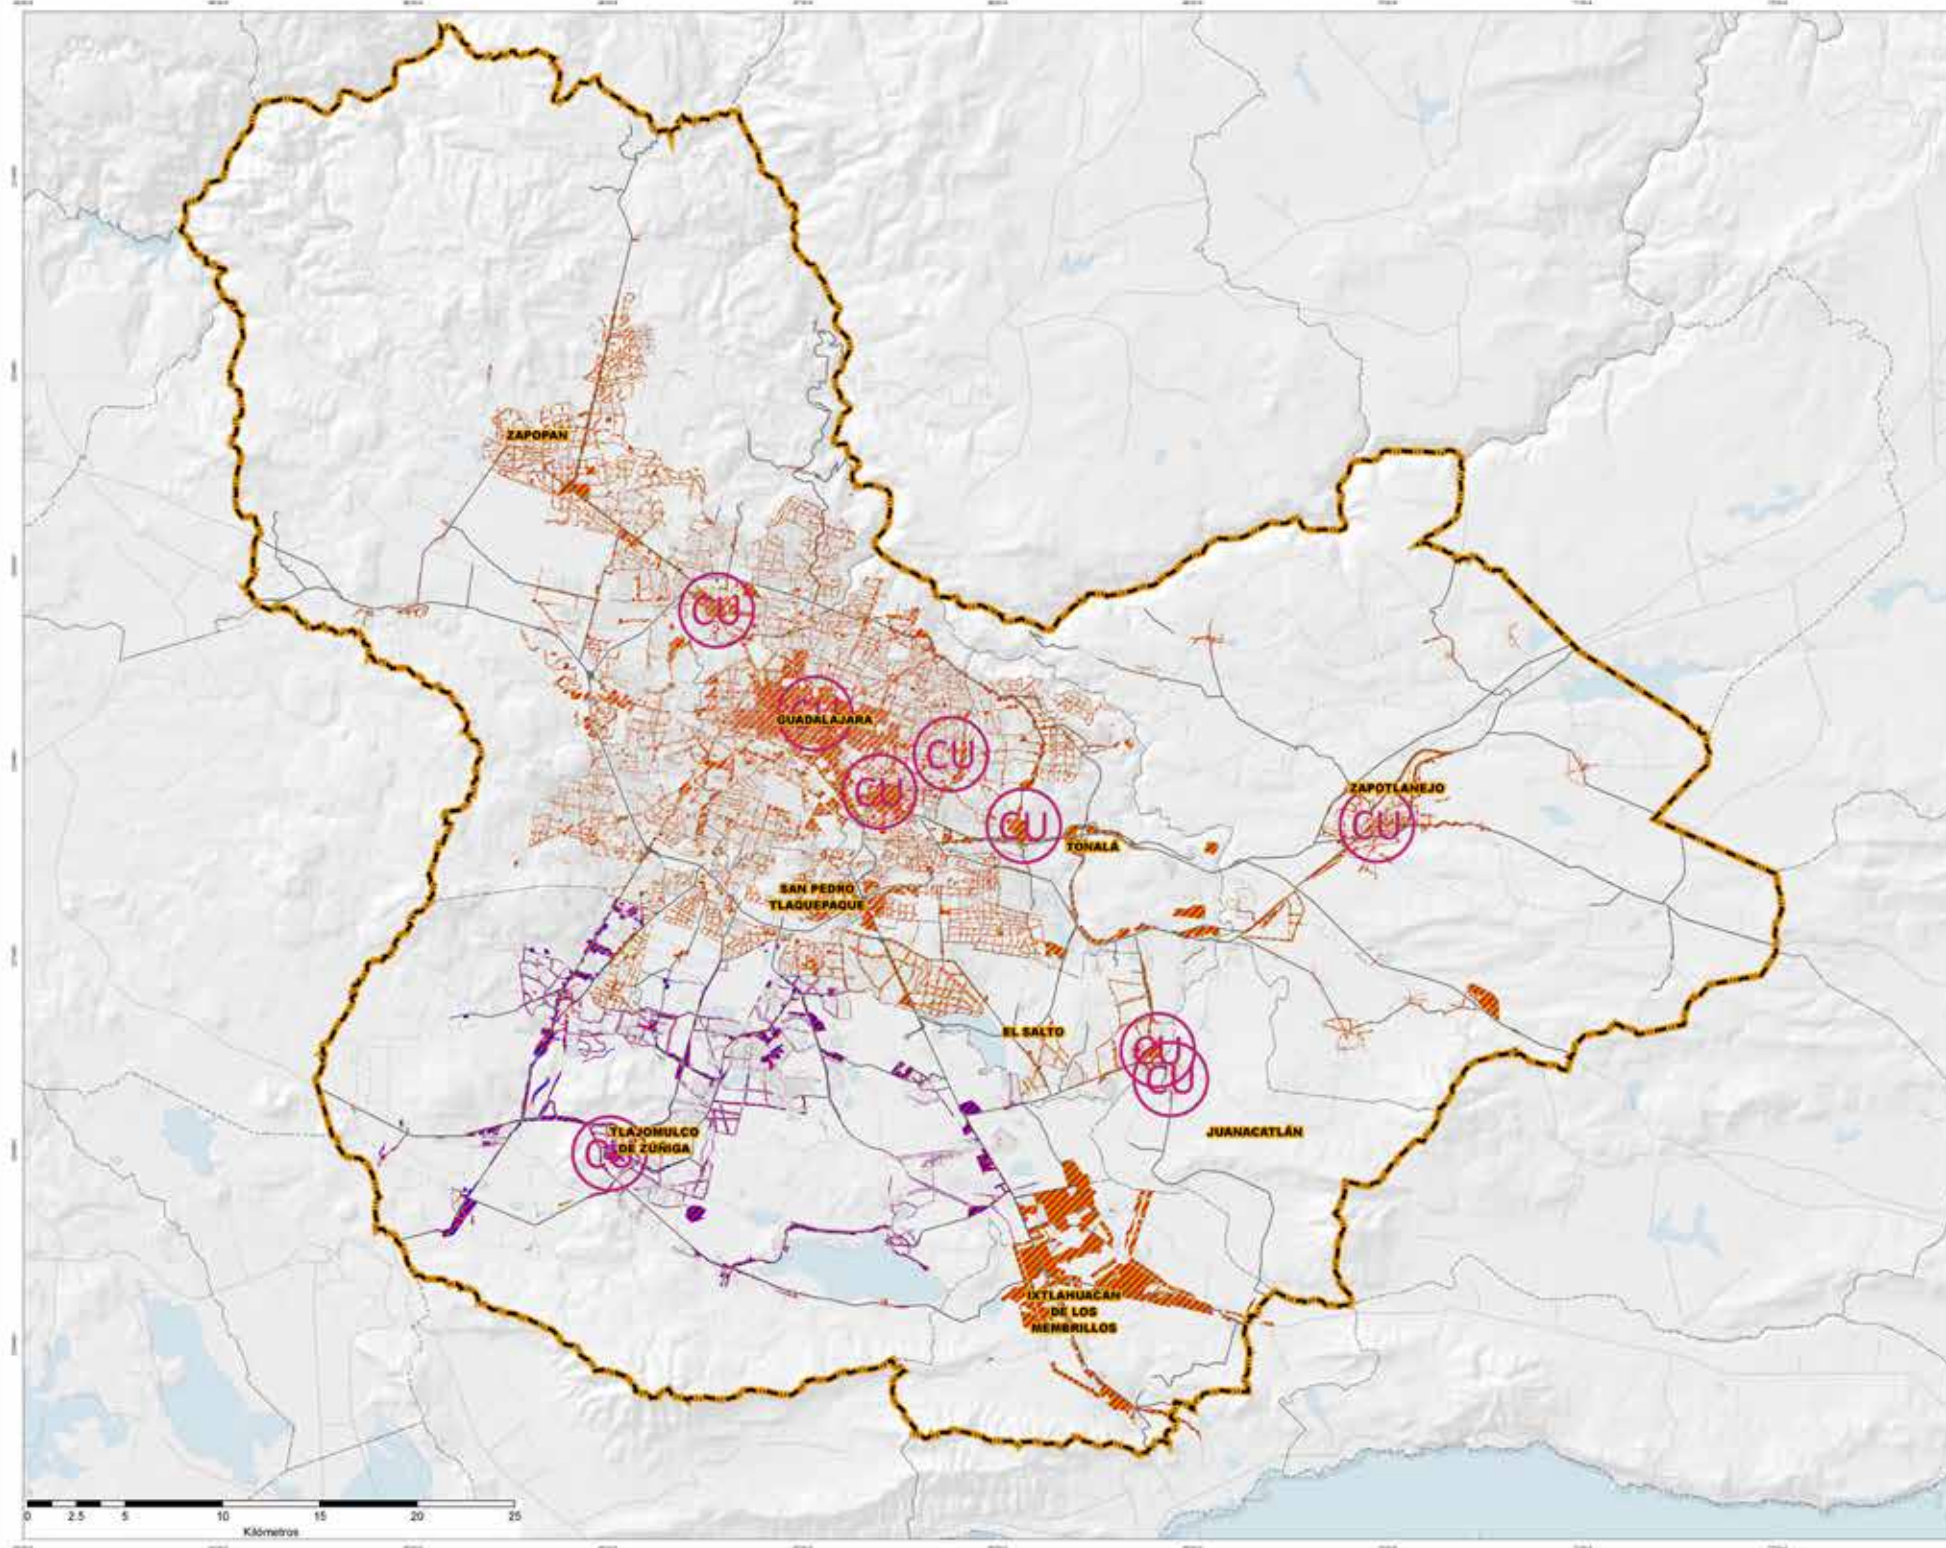 ZAPOPAN
CU
CU
GUADALAJARA
CU
CU
CU
ZAPOTLANEJO
CU
TONALÁ
SAN PEDRO
TLAQUEPAQUE
EL SALTO
CU
CU
TLAJOMULCO
DE ZÚÑIGA
CU
JUANACATLÁN
IXTLAHUACÁN
DE LOS
MEMBRILLOS
0 2.5 5 10 15 20 25
Kilómetros